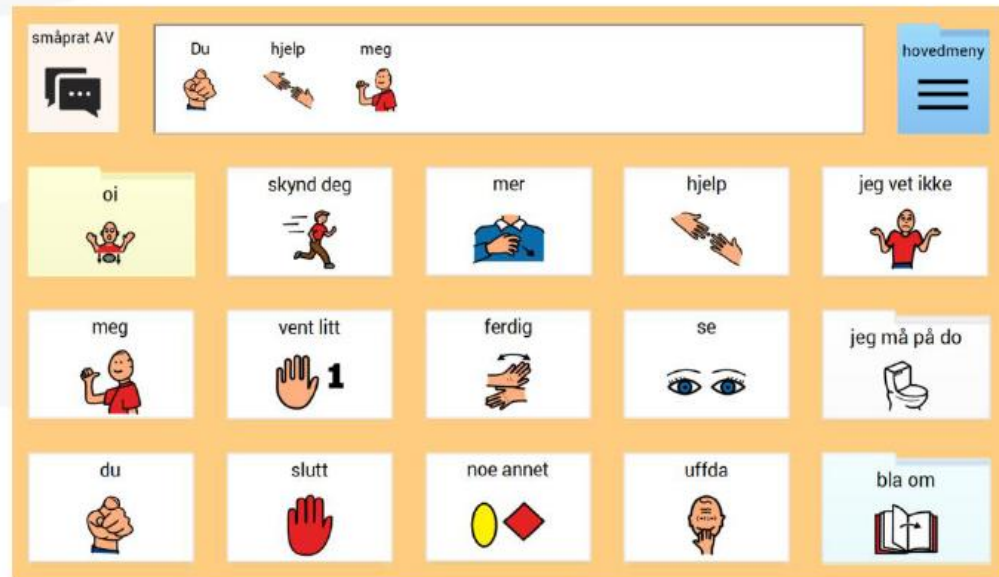 småprat AV
Du hjelp meg
hovedmeny
oi skynd deg mer hjelp jeg vet ikke
meg vent litt ferdig se jeg må på do
1
du slutt noe annet uffda bla om